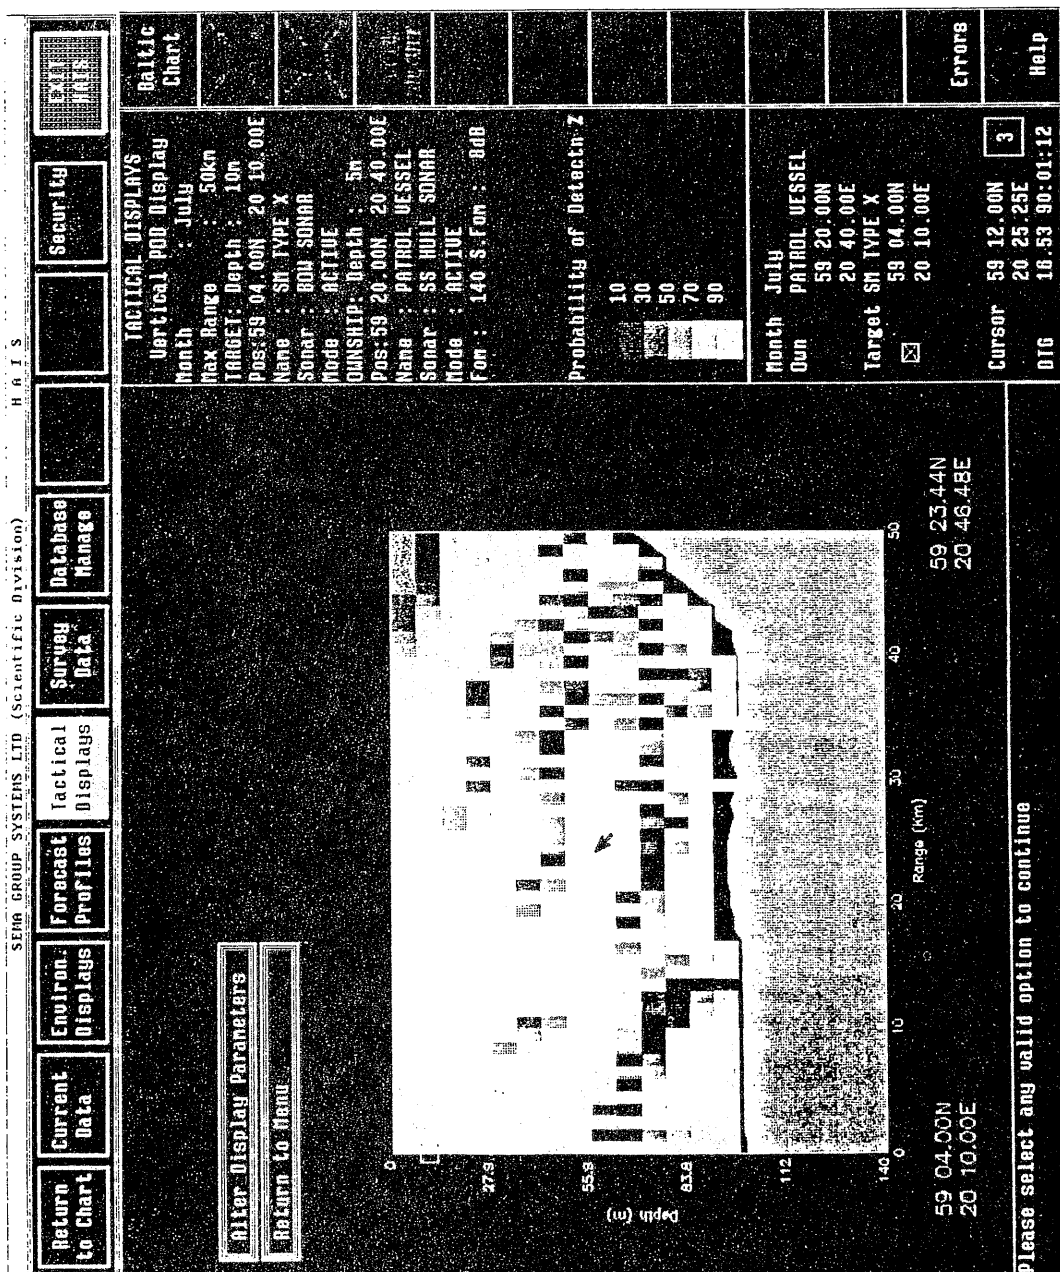 SEMA GROUP SYSTEMS LTD (Scientific Division)
H A I S
Return to Chart
Current Data
Environ. Displays
Forecast Profiles
Tactical Displays
Survey Data
Database Manage
Security
EXIT HAIS
Baltic Chart
Errors
Help
TACTICAL DISPLAYS
Vertical POD Display
Month : July
Max Range : 50km
TARGET: Depth : 10m
Pos:59 04.00N 20 10.00E
Name : SM TYPE X
Sonar : BOW SONAR
Mode : ACTIVE
OWNSHIP: Depth : 5m
Pos:59 20.00N 20 40.00E
Name : PATROL VESSEL
Sonar : SS HULL SONAR
Mode : ACTIVE
Fom : 140 S.Fom : 8dB
Probability of Detectn %
10
30
50
70
90
Month July
Own PATROL VESSEL
59 20.00N
20 40.00E
Target SM TYPE X
59 04.00N
20 10.00E
Cursor 59 12.00N 3
20 25.25E
DTG 16.53 90:01:12
Alter Display Parameters
Return to Menu
Depth (m)
0
27.9
55.9
83.8
112
140
0 10 20 30 40 50
Range (km)
59 04.00N
20 10.00E
59 23.44N
20 46.48E
Please select any valid option to continue